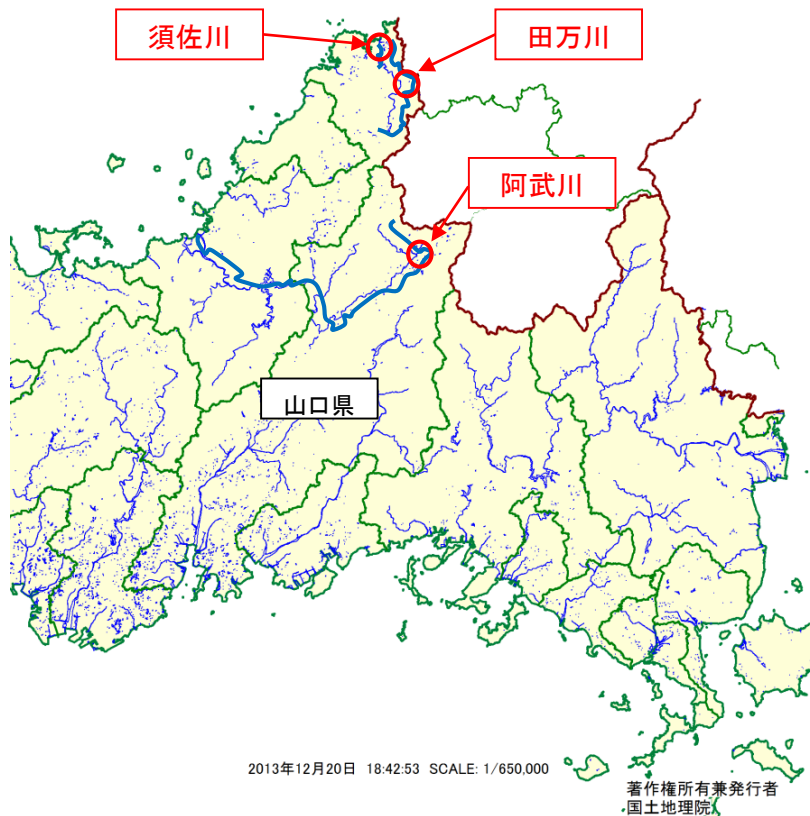 須佐川
田万川
阿武川
山口県
2013年12月20日 18:42:53 SCALE: 1/650,000
著作権所有兼発行者
国土地理院